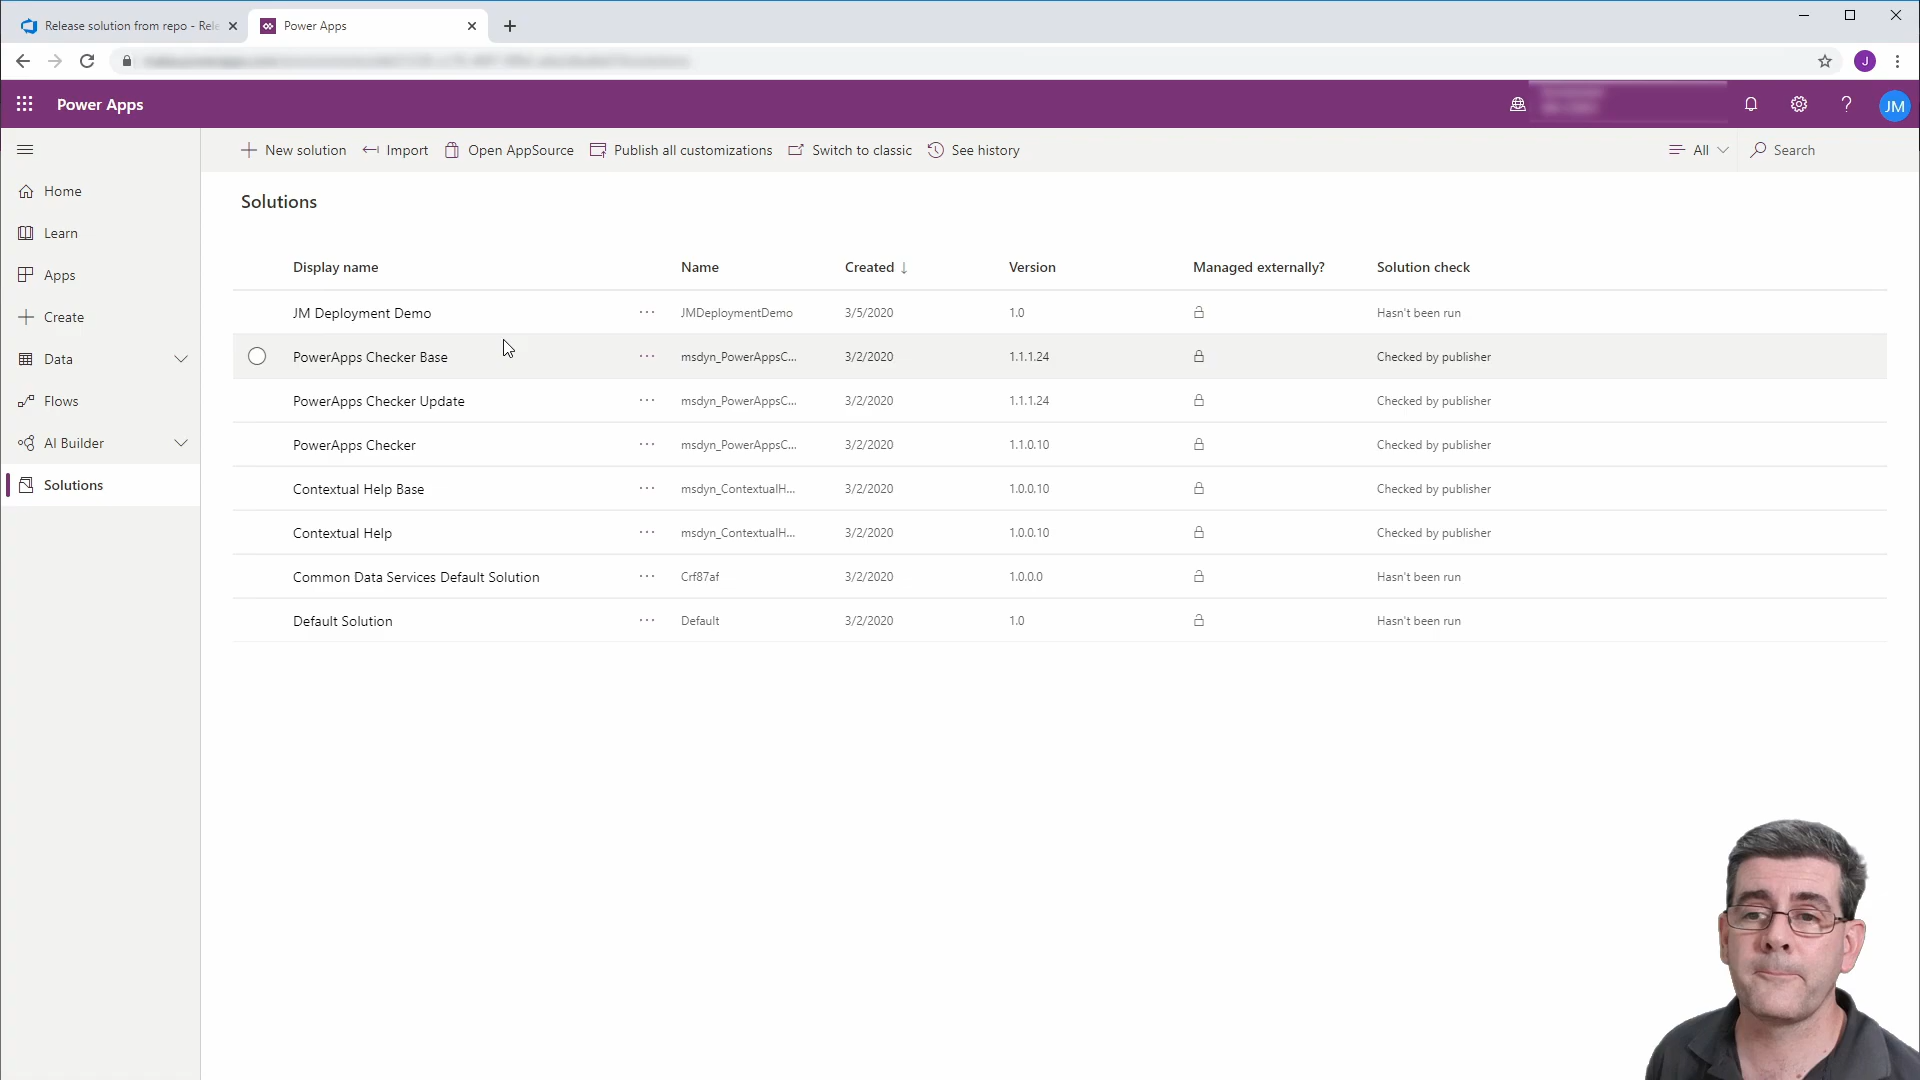 Release solution from repo - Rele
Power Apps
J
Power Apps
JM
New solution
Import
Open AppSource
Publish all customizations
Switch to classic
See history
All
Search
Home
Learn
Apps
Create
Data
Flows
AI Builder
Solutions
Solutions
Display name Name Created Version Managed externally? Solution check
JM Deployment Demo ··· JMDeploymentDemo 3/5/2020 1.0 Hasn't been run
PowerApps Checker Base ··· msdyn_PowerAppsC... 3/2/2020 1.1.1.24 Checked by publisher
PowerApps Checker Update ··· msdyn_PowerAppsC... 3/2/2020 1.1.1.24 Checked by publisher
PowerApps Checker ··· msdyn_PowerAppsC... 3/2/2020 1.1.0.10 Checked by publisher
Contextual Help Base ··· msdyn_ContextualH... 3/2/2020 1.0.0.10 Checked by publisher
Contextual Help ··· msdyn_ContextualH... 3/2/2020 1.0.0.10 Checked by publisher
Common Data Services Default Solution ··· Crf87af 3/2/2020 1.0.0.0 Hasn't been run
Default Solution ··· Default 3/2/2020 1.0 Hasn't been run